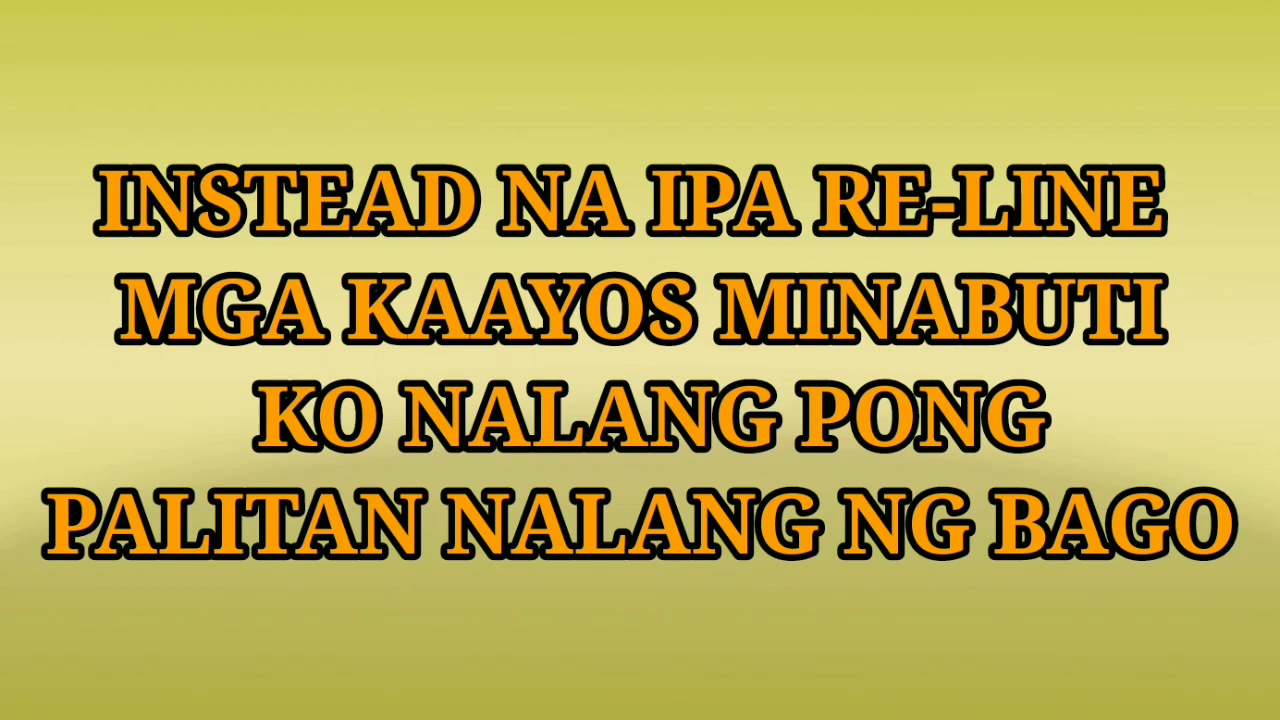 INSTEAD NA IPA RE-LINE
MGA KAAYOS MINABUTI
KO NALANG PONG
PALITAN NALANG NG BAGO